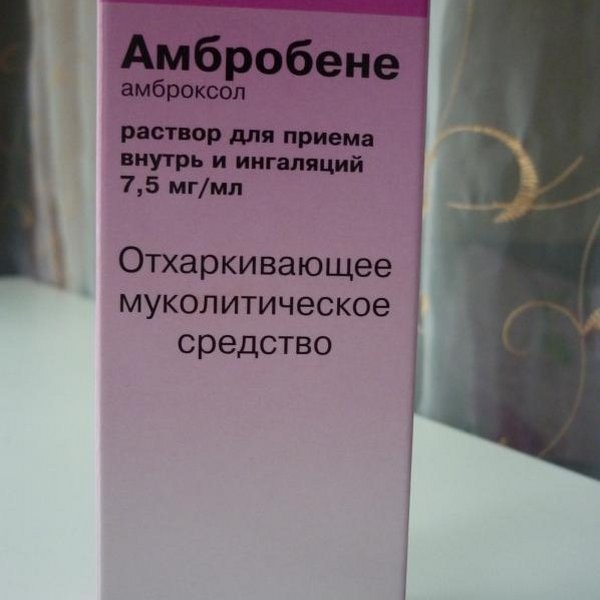 Амбробене
амброксол
раствор для приема
внутрь и ингаляций
7,5 мг/мл
Отхаркивающее
муколитическое
средство